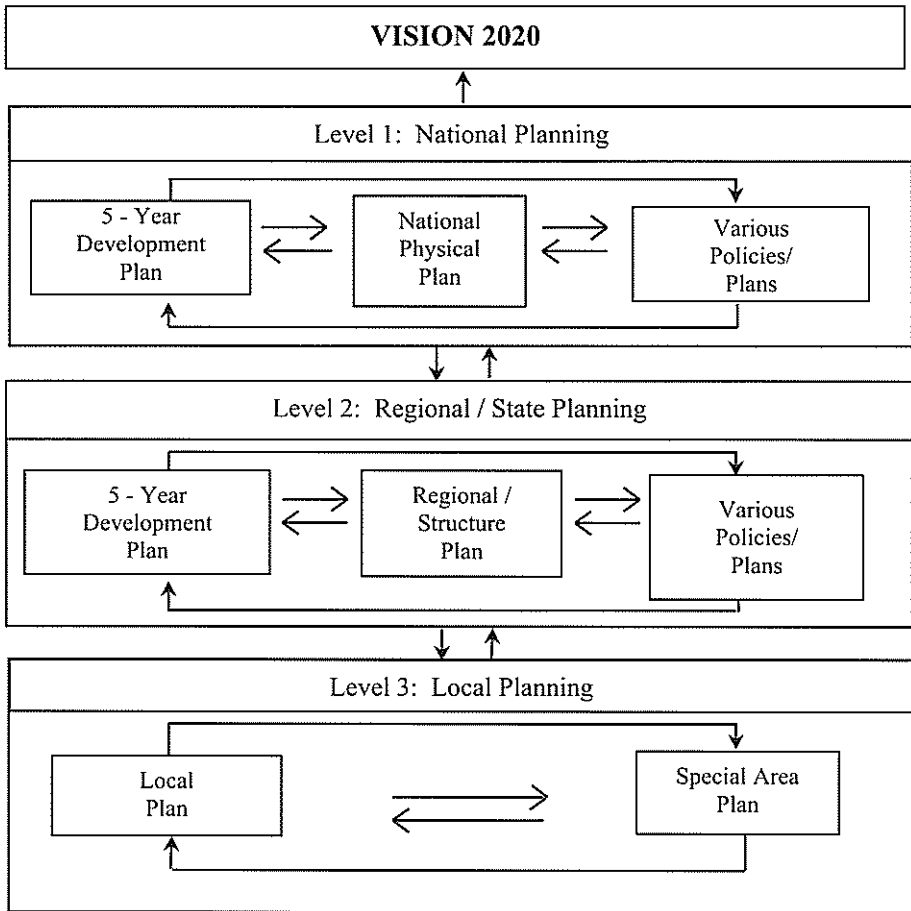 VISION 2020
Level 1: National Planning
5 - Year
Development
Plan
National
Physical
Plan
Various
Policies/
Plans
Level 2: Regional / State Planning
5 - Year
Development
Plan
Regional /
Structure
Plan
Various
Policies/
Plans
Level 3: Local Planning
Local
Plan
Special Area
Plan